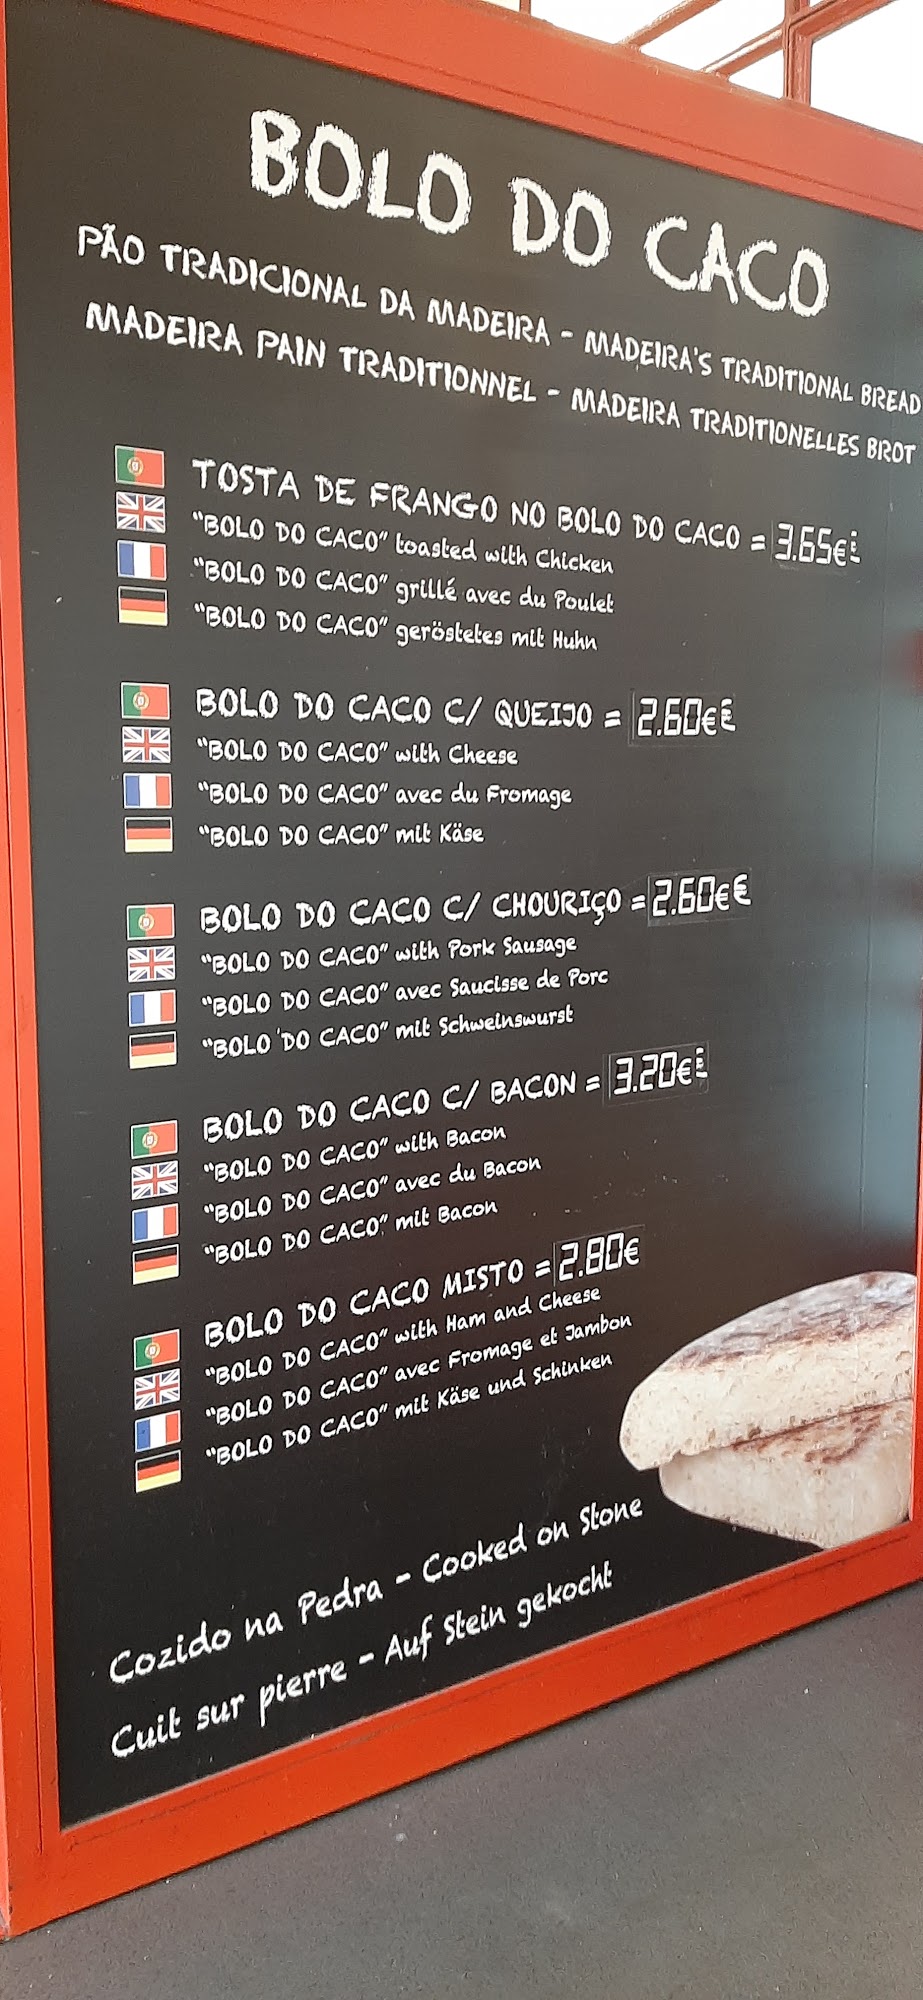 BOLO DO CACO
PÃO TRADICIONAL DA MADEIRA - MADEIRA'S TRADITIONAL BREAD
MADEIRA PAIN TRADITIONNEL - MADEIRA TRADITIONELLES BROT
TOSTA DE FRANGO NO BOLO DO CACO = 3.65€
"BOLO DO CACO" toasted with Chicken
"BOLO DO CACO" grillé avec du Poulet
"BOLO DO CACO" geröstetes mit Huhn
BOLO DO CACO C/ QUEIJO = 2.60€
"BOLO DO CACO" with Cheese
"BOLO DO CACO" avec du Fromage
"BOLO DO CACO" mit Käse
BOLO DO CACO C/ CHOURIÇO = 2.60€€
"BOLO DO CACO" with Pork Sausage
"BOLO DO CACO" avec Saucisse de Porc
"BOLO DO CACO" mit Schweinswurst
BOLO DO CACO C/ BACON = 3.20€
"BOLO DO CACO" with Bacon
"BOLO DO CACO" avec du Bacon
"BOLO DO CACO" mit Bacon
BOLO DO CACO MISTO = 2.80€
"BOLO DO CACO" with Ham and Cheese
"BOLO DO CACO" avec Fromage et Jambon
"BOLO DO CACO" mit Käse und Schinken
Cozido na Pedra - Cooked on Stone
Cuit sur pierre - Auf Stein gekocht